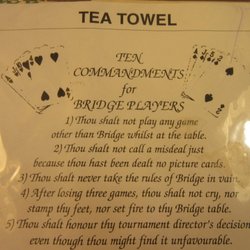 TEA TOWEL
TEN
COMMANDMENTS
for
BRIDGE PLAYERS
1) Thou shalt not play any game
other than Bridge whilst at the table.
2) Thou shalt not call a misdeal just
because thou hast been dealt no picture cards.
3) Thou shalt never take the rules of Bridge in vain.
4) After losing three games, thou shalt not cry, nor
stamp thy feet, nor set fire to thy Bridge table.
5) Thou shalt honour thy tournament director's decision
even though thou might find it unfavourable.